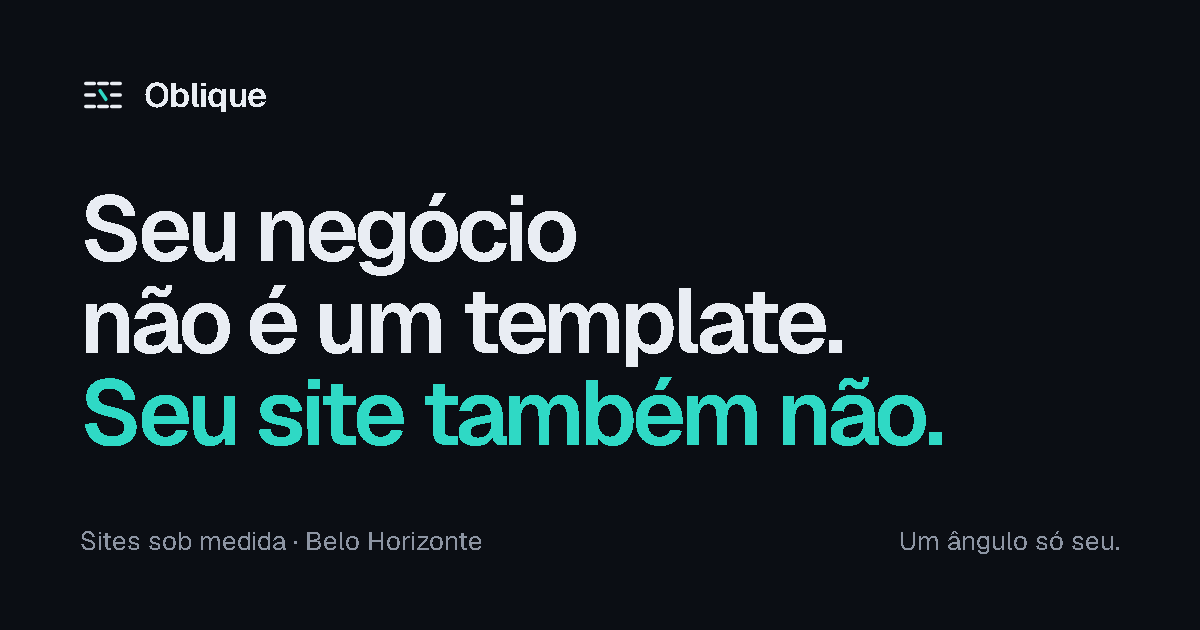 Oblique
Seu negócio
não é um template.
Seu site também não.
Sites sob medida · Belo Horizonte
Um ângulo só seu.